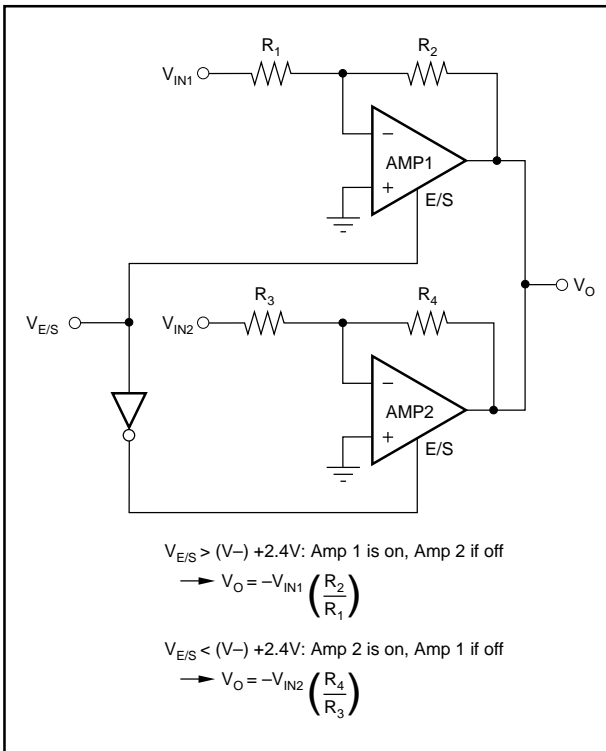 R1
R2
VIN1
−
AMP1
+
E/S
VO
R3
R4
VE/S
VIN2
−
AMP2
+
E/S
VE/S > (V–) +2.4V: Amp 1 is on, Amp 2 if off
VO = –VIN1 (R2/R1)
VE/S < (V–) +2.4V: Amp 2 is on, Amp 1 if off
VO = –VIN2 (R4/R3)